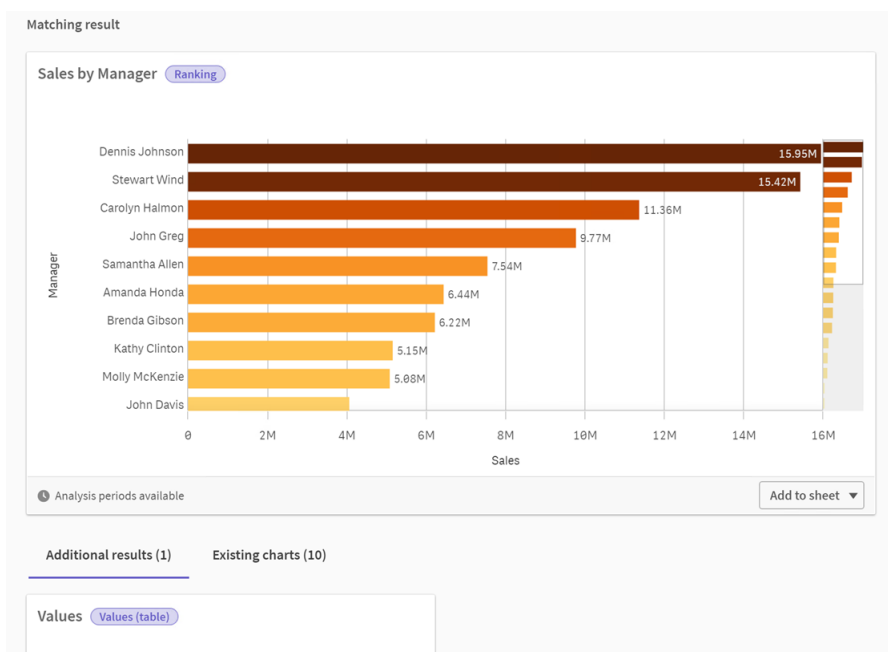 Matching result
Sales by Manager Ranking
Dennis Johnson 15.95M
Stewart Wind 15.42M
Carolyn Halmon 11.36M
John Greg 9.77M
Samantha Allen 7.54M
Amanda Honda 6.44M
Brenda Gibson 6.22M
Kathy Clinton 5.15M
Molly McKenzie 5.08M
John Davis
Manager
0 2M 4M 6M 8M 10M 12M 14M 16M
Sales
Analysis periods available Add to sheet
Additional results (1) Existing charts (10)
Values Values (table)